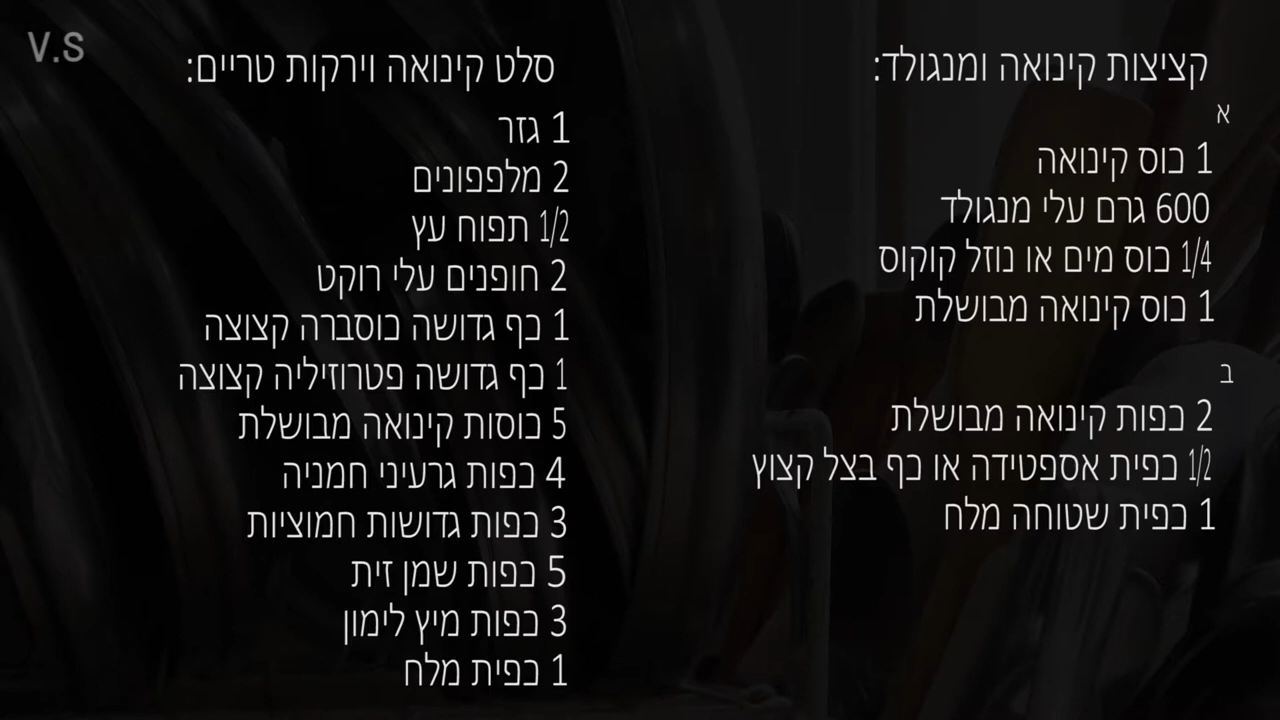 V.S
קציצות קינואה ומנגולד:
א
1 כוס קינואה
600 גרם עלי מנגולד
1/4 כוס מים או נוזל קוקוס
1 כוס קינואה מבושלת
ב
2 כפות קינואה מבושלת
1/2 כפית אספטידה או כף בצל קצוץ
1 כפית שטוחה מלח
סלט קינואה וירקות טריים:
1 גזר
2 מלפפונים
1/2 תפוח עץ
2 חופנים עלי רוקט
1 כף גדושה כוסברה קצוצה
1 כף גדושה פטרוזיליה קצוצה
5 כוסות קינואה מבושלת
4 כפות גרעיני חמניה
3 כפות גדושות חמוציות
5 כפות שמן זית
3 כפות מיץ לימון
1 כפית מלח